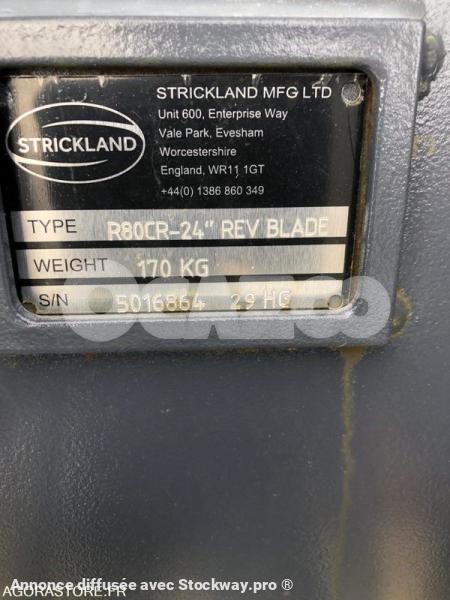 STRICKLAND MFG LTD
Unit 600, Enterprise Way
Vale Park, Evesham
Worcestershire
England, WR11 1GT
+44(0) 1386 860 349
STRICKLAND
TYPE R80CR-24" REV BLADE
WEIGHT 170 KG
S/N 5016864 29 HG
OCAZOO
Annonce diffusée avec Stockway.pro ®
AGORASTORE.FR